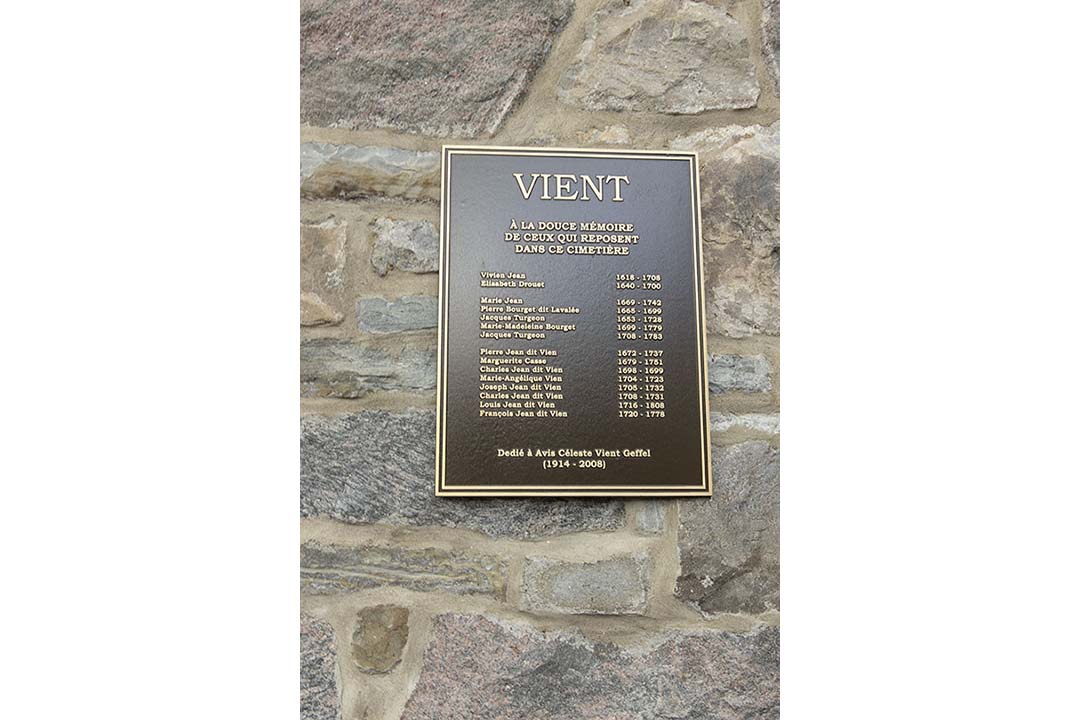 VIENT
À LA DOUCE MÉMOIRE
DE CEUX QUI REPOSENT
DANS CE CIMETIÈRE
Vivien Jean 1618 - 1708
Elisabeth Drouet 1640 - 1700
Marie Jean 1669 - 1742
Pierre Bourget dit Lavalée 1665 - 1699
Jacques Turgeon 1653 - 1728
Marie-Madeleine Bourget 1699 - 1779
Jacques Turgeon 1708 - 1783
Pierre Jean dit Vien 1672 - 1737
Marguerite Casse 1679 - 1751
Charles Jean dit Vien 1698 - 1699
Marie-Angélique Vien 1704 - 1723
Joseph Jean dit Vien 1705 - 1732
Charles Jean dit Vien 1708 - 1731
Louis Jean dit Vien 1716 - 1808
François Jean dit Vien 1720 - 1778
Dedié à Avis Céleste Vient Geffel
(1914 - 2008)